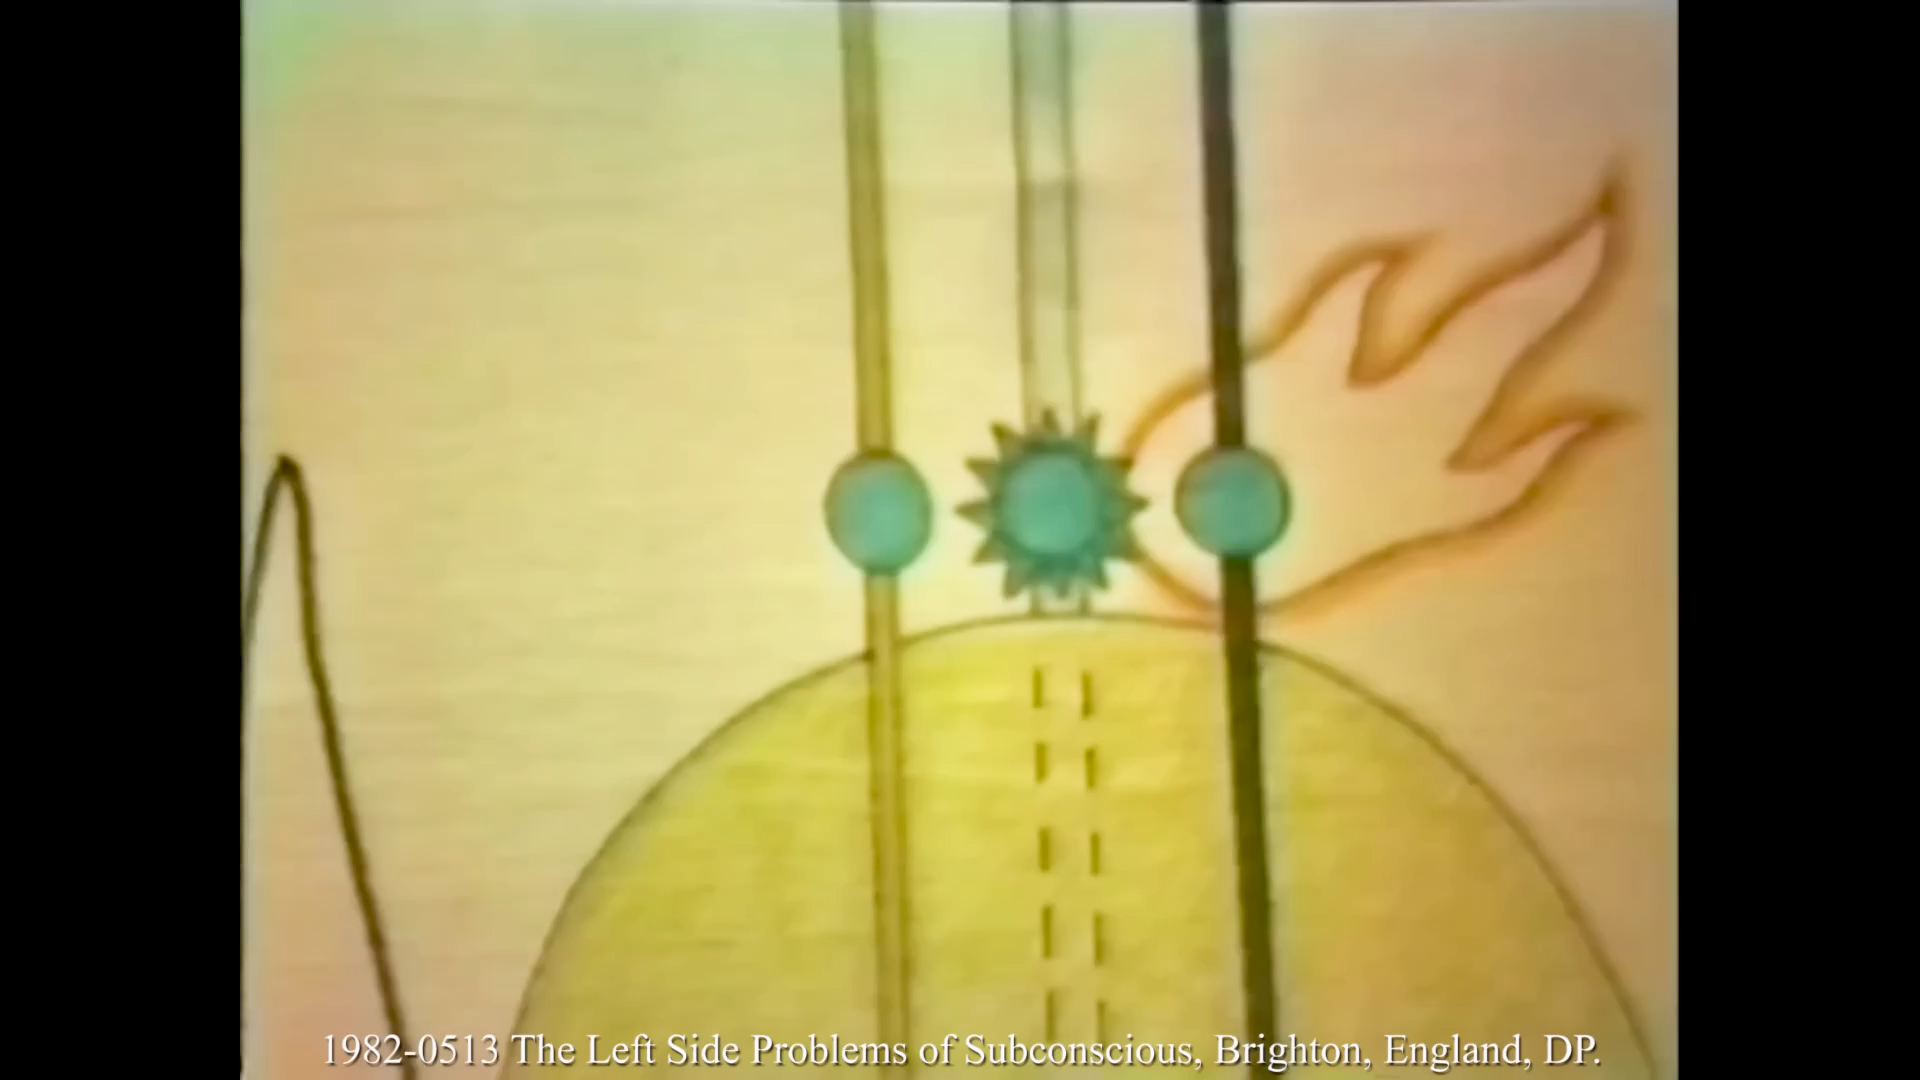 1982-0513 The Left Side Problems of Subconscious, Brighton, England, DP.